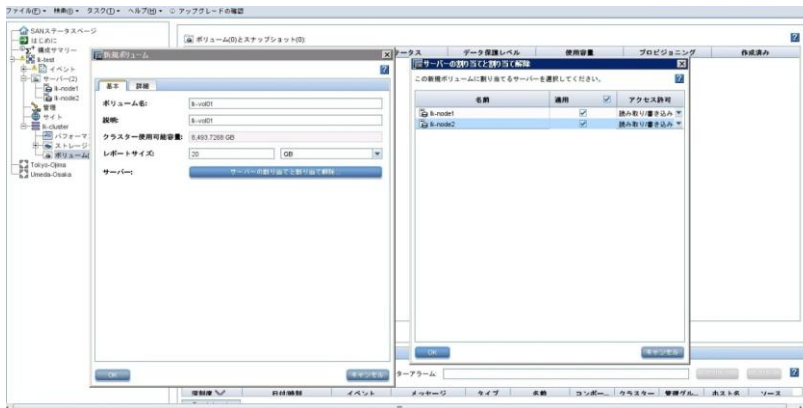 ファイル(F)▾ 検索(I)▾ タスク(T)▾ ヘルプ(H)▾ アップグレードの確認
SANステータスページ
はじめに
構成サマリー
lk-test
イベント
サーバー(2)
lk-node1
lk-node2
管理
サイト
lk-cluster
パフォーマ
ストレージ
ボリューム(
Tokyo-Ojima
Umeda-Osaka
ボリューム(0)とスナップショット(0)
データ保護レベル 使用容量 プロビジョニング 作成済み
新規ボリューム
基本 詳細
ボリューム名: lk-vol01
説明: lk-vol01
クラスター使用可能容量: 8,493.7266 GB
レポートサイズ: 20 GB
サーバー: サーバーの割り当てと割り当て解除...
OK キャンセル
サーバーの割り当てと割り当て解除
この新規ボリュームに割り当てるサーバーを選択してください。
名前 適用 アクセス許可
lk-node1 読み取り/書き込み
lk-node2 読み取り/書き込み
OK キャンセル
ターアラーム:
重要度 日付/時刻 イベント メッセージ タイプ 名前 コンポー... クラスター 管理グル... ホスト名 ソース